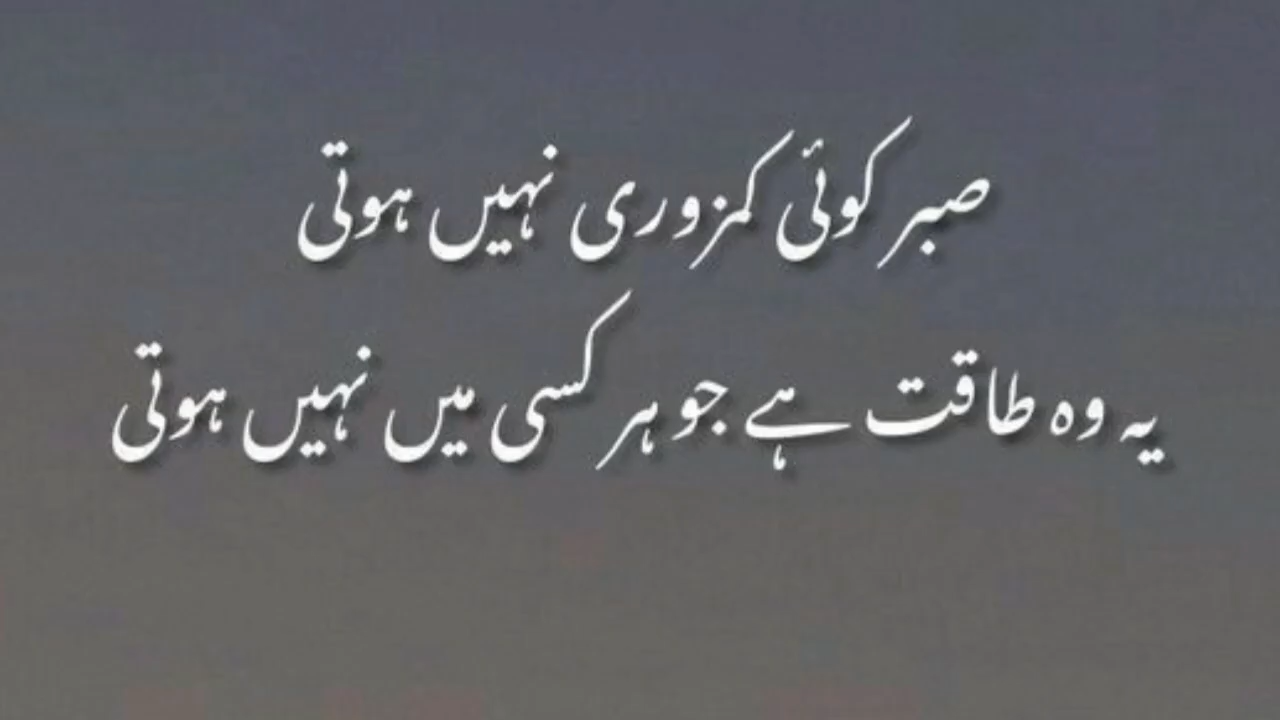 صبر کوئی کمزوری نہیں ہوتی
یہ وہ طاقت ہے جو ہر کسی میں نہیں ہوتی